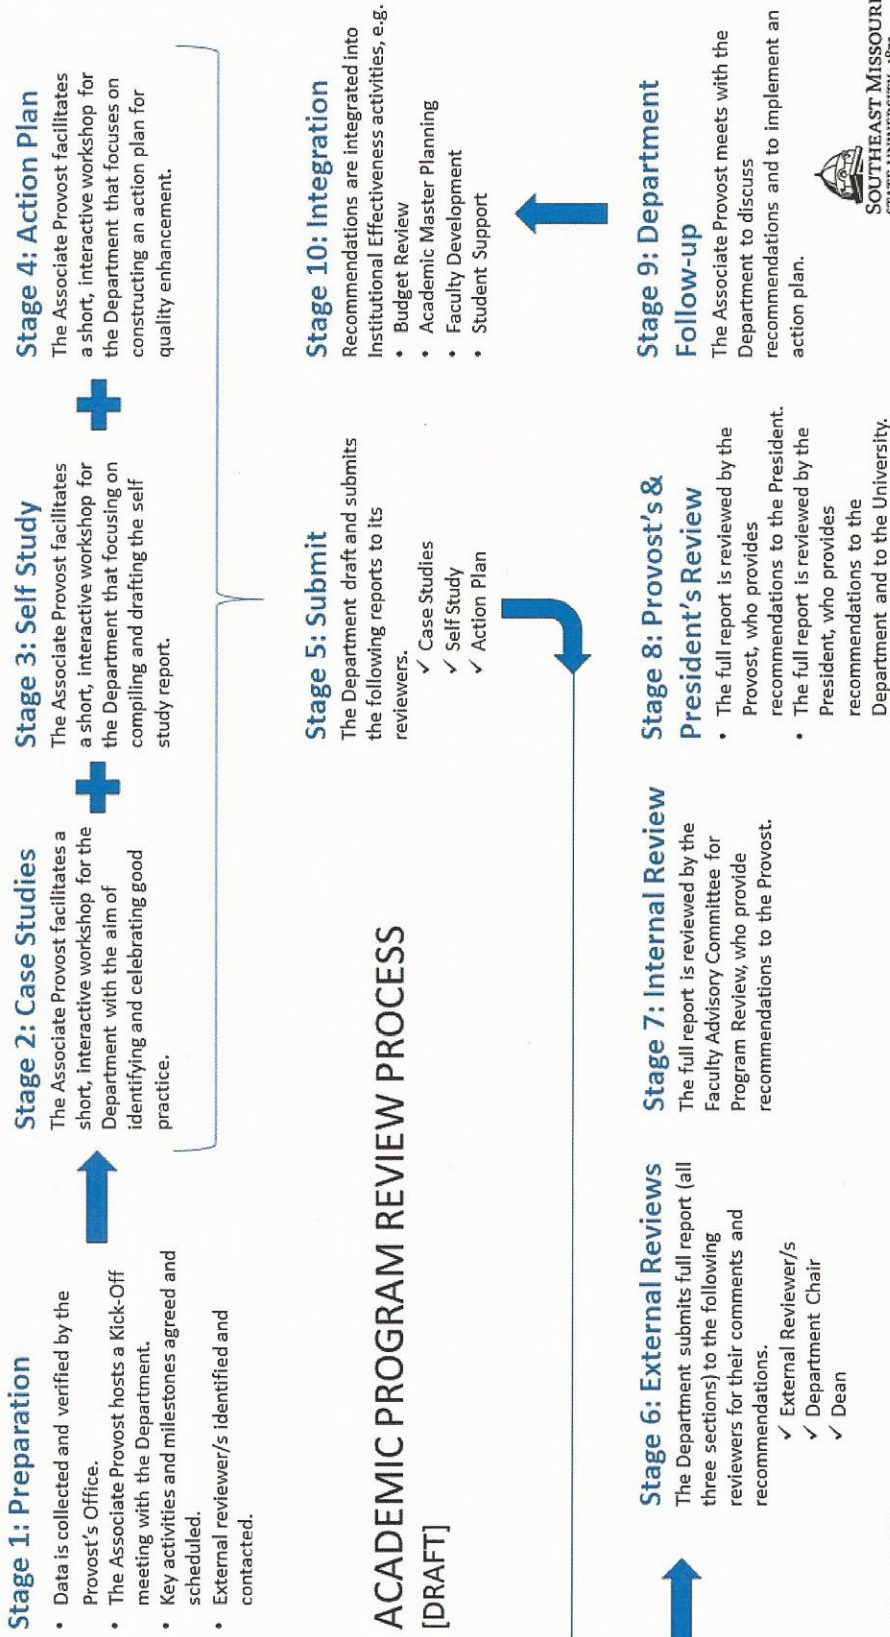 Stage 1: Preparation
• Data is collected and verified by the
Provost's Office.
• The Associate Provost hosts a Kick-Off
meeting with the Department.
• Key activities and milestones agreed and
scheduled.
• External reviewer/s identified and
contacted.
Stage 2: Case Studies
The Associate Provost facilitates a
short, interactive workshop for the
Department with the aim of
identifying and celebrating good
practice.
Stage 3: Self Study
The Associate Provost facilitates
a short, interactive workshop for
the Department that focusing on
compiling and drafting the self
study report.
Stage 4: Action Plan
The Associate Provost facilitates
a short, interactive workshop for
the Department that focuses on
constructing an action plan for
quality enhancement.
ACADEMIC PROGRAM REVIEW PROCESS
[DRAFT]
Stage 5: Submit
The Department draft and submits
the following reports to its
reviewers.
✓ Case Studies
✓ Self Study
✓ Action Plan
Stage 10: Integration
Recommendations are integrated into
Institutional Effectiveness activities, e.g.
• Budget Review
• Academic Master Planning
• Faculty Development
• Student Support
Stage 6: External Reviews
The Department submits full report (all
three sections) to the following
reviewers for their comments and
recommendations.
✓ External Reviewer/s
✓ Department Chair
✓ Dean
Stage 7: Internal Review
The full report is reviewed by the
Faculty Advisory Committee for
Program Review, who provide
recommendations to the Provost.
Stage 8: Provost's &
President's Review
• The full report is reviewed by the
Provost, who provides
recommendations to the President.
• The full report is reviewed by the
President, who provides
recommendations to the
Department and to the University.
Stage 9: Department
Follow-up
The Associate Provost meets with the
Department to discuss
recommendations and to implement an
action plan.
SOUTHEAST MISSOURI
STATE UNIVERSITY